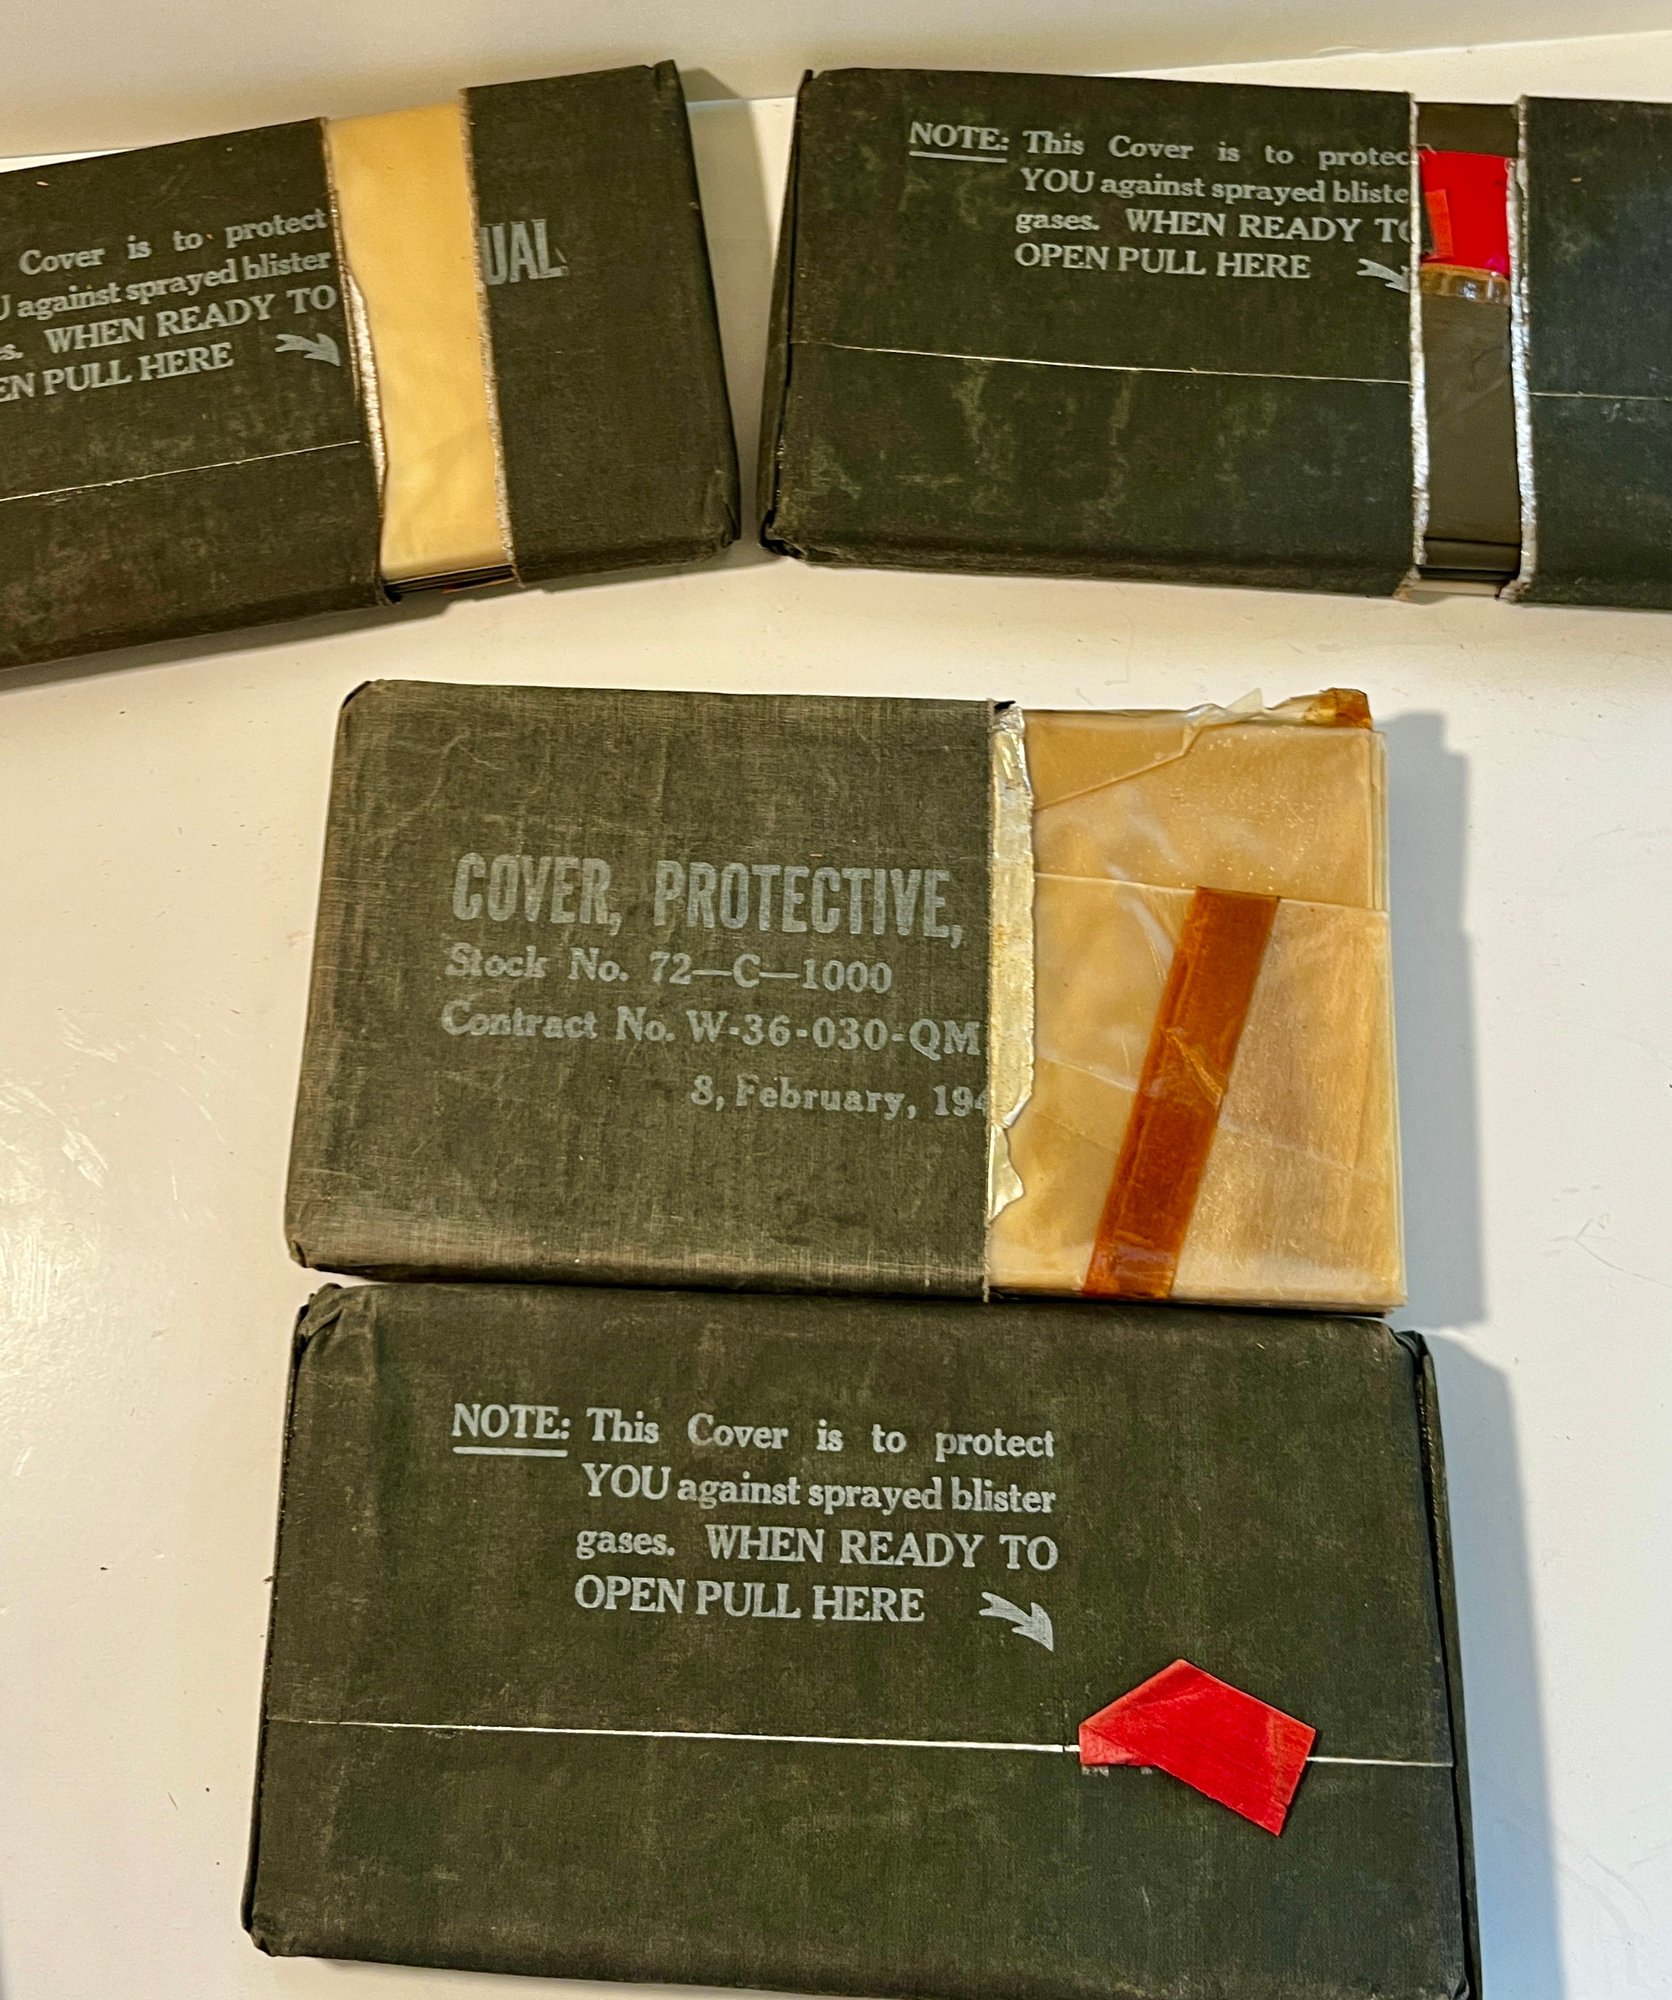 Cover is to protect
U against sprayed blister
s. WHEN READY TO
EN PULL HERE
UAL
NOTE: This Cover is to protec
YOU against sprayed bliste
gases. WHEN READY TO
OPEN PULL HERE
COVER, PROTECTIVE,
Stock No. 72—C—1000
Contract No. W-36-030-QM
8, February, 194
NOTE: This Cover is to protect
YOU against sprayed blister
gases. WHEN READY TO
OPEN PULL HERE